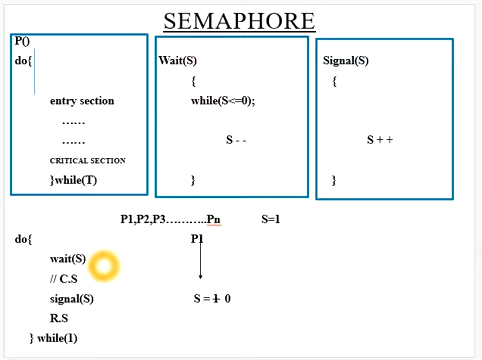 SEMAPHORE
P()
do{
entry section
……
……
CRITICAL SECTION
}while(T)
Wait(S)
{
while(S<=0);
S - -
}
Signal(S)
{
S + +
}
P1,P2,P3………..Pn S=1
do{
wait(S)
// C.S
signal(S)
R.S
} while(1)
P1
S = 1 0